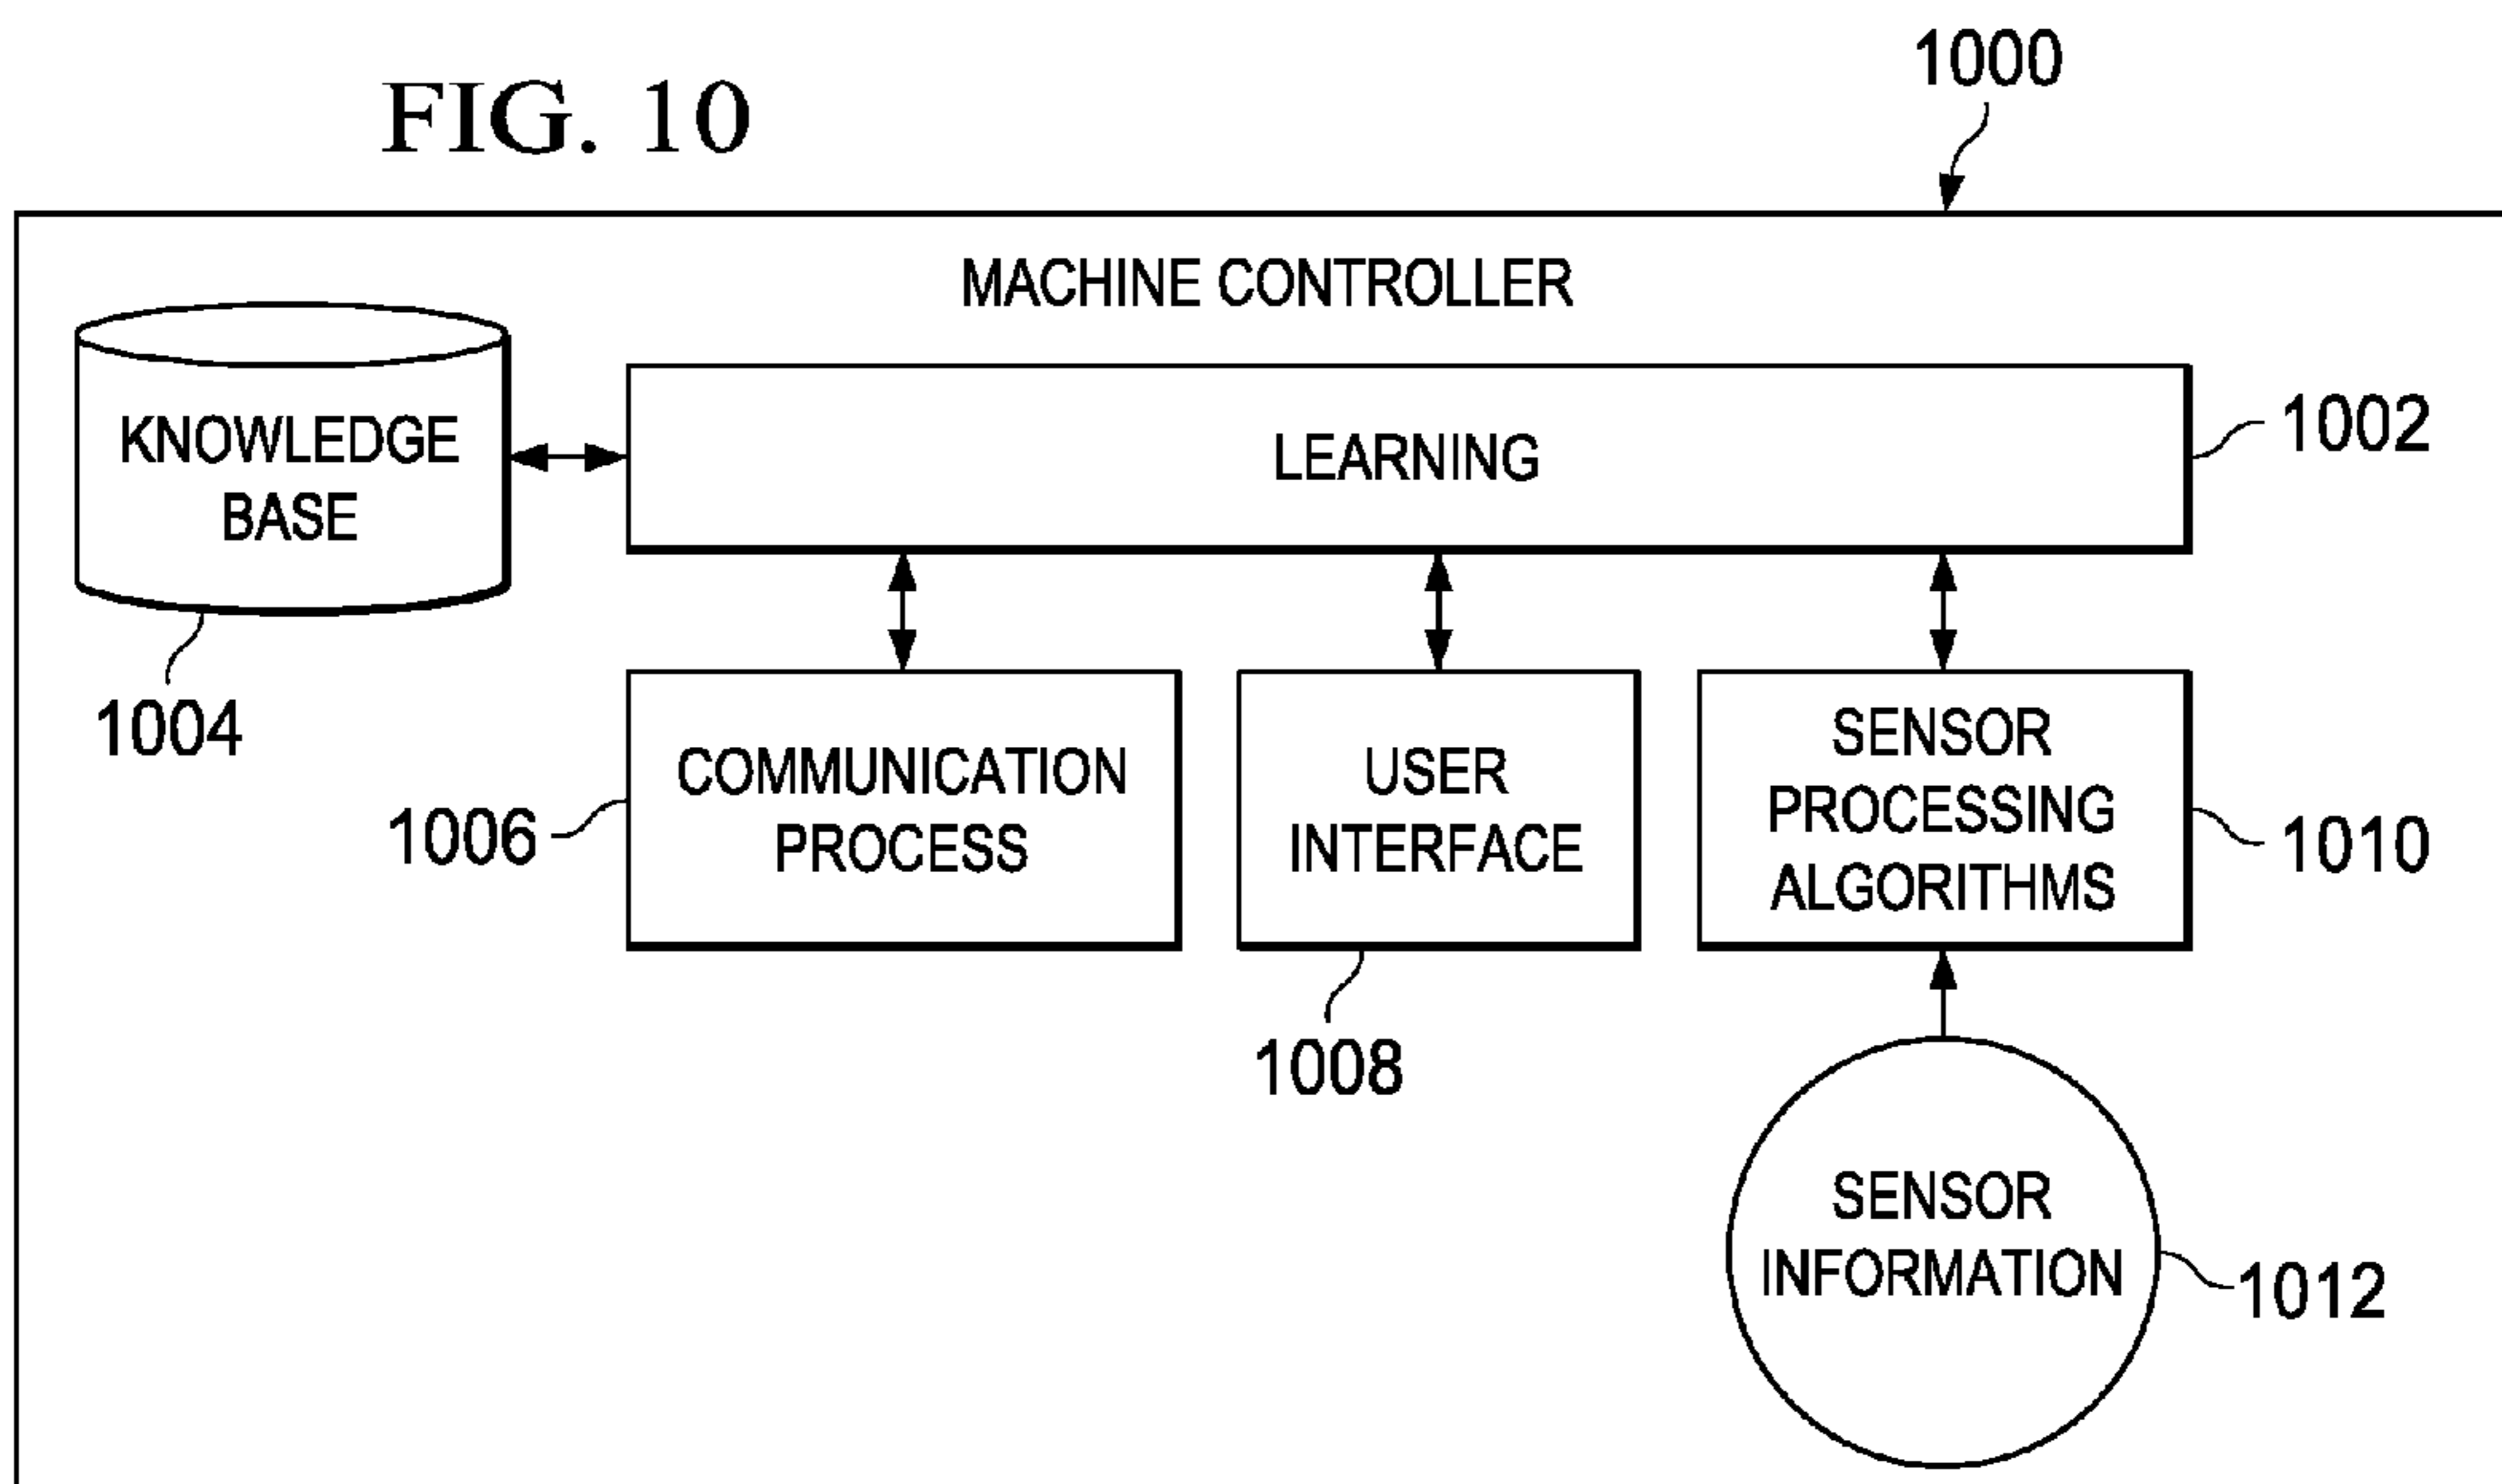 FIG. 10
1000
MACHINE CONTROLLER
KNOWLEDGE
BASE
LEARNING
1002
1004
COMMUNICATION
PROCESS
1006
USER
INTERFACE
1008
SENSOR
PROCESSING
ALGORITHMS
1010
SENSOR
INFORMATION
1012